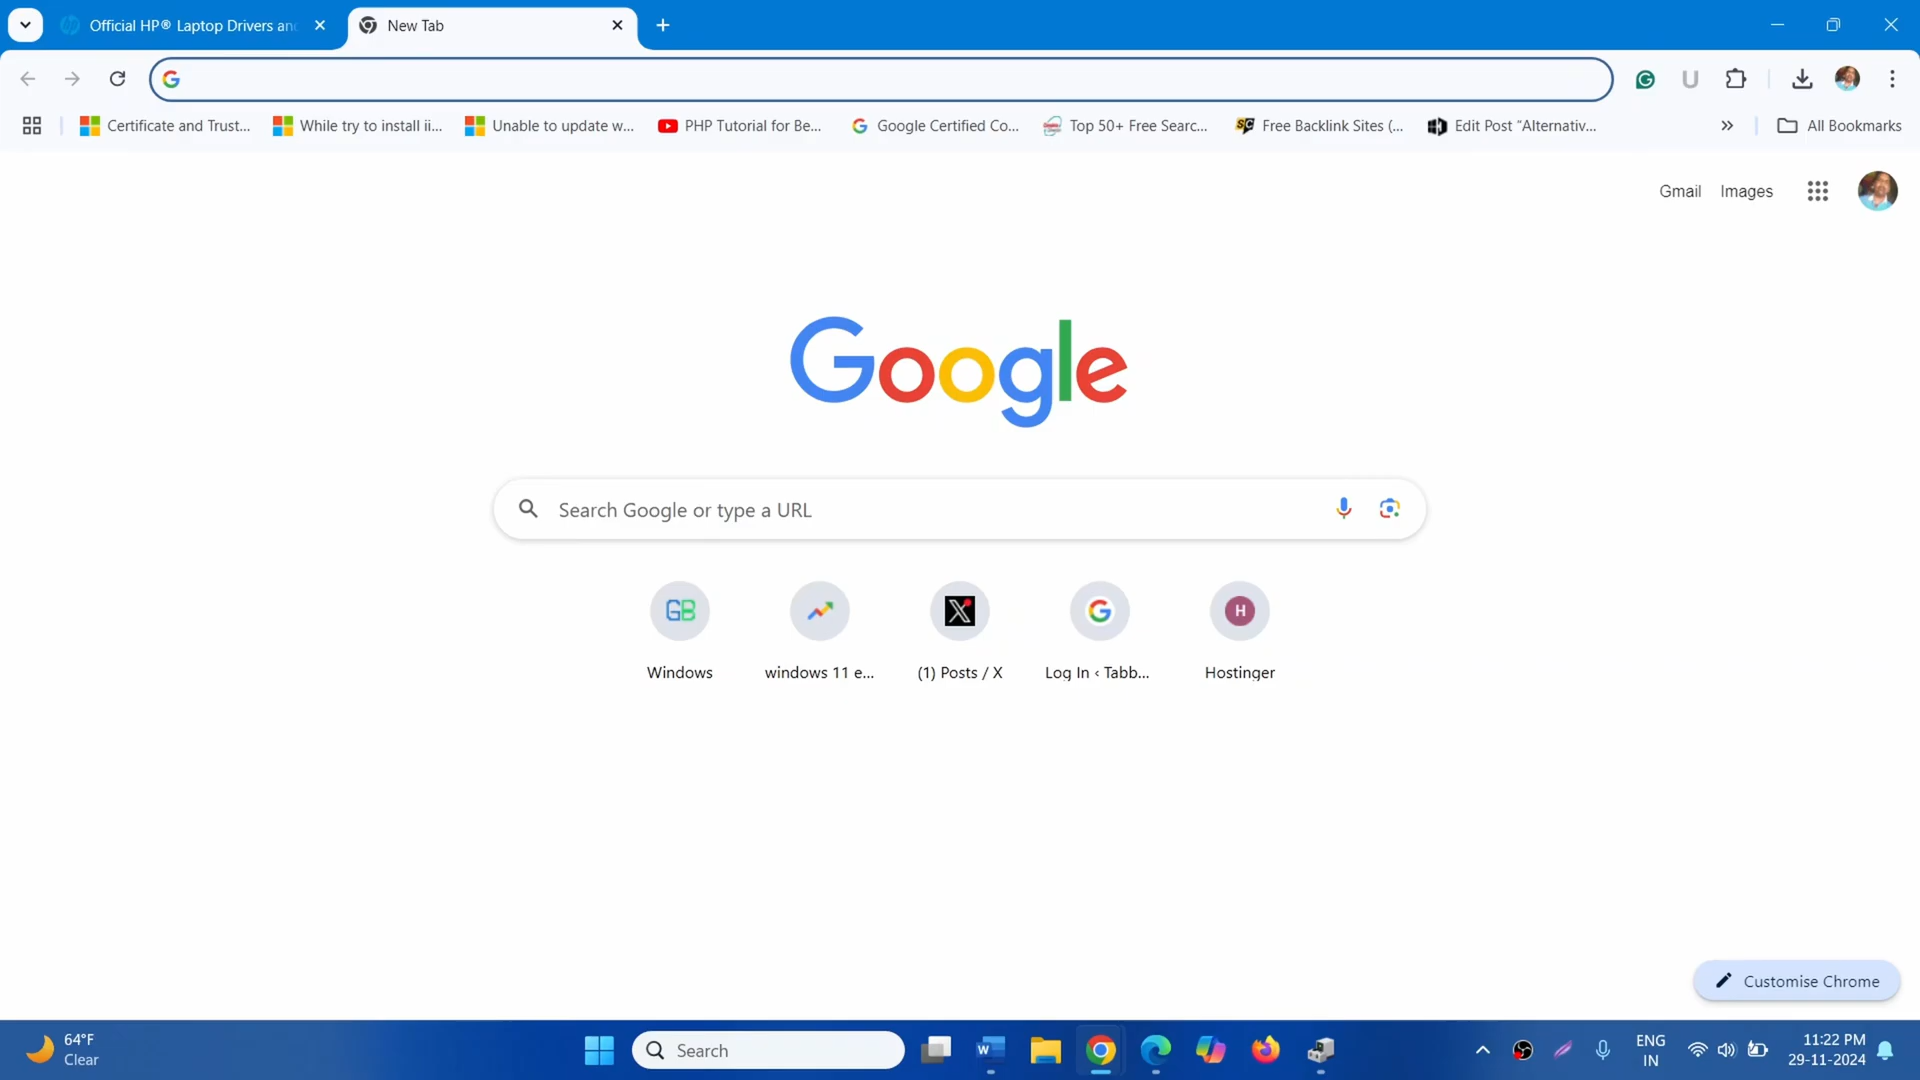 Official HP® Laptop Drivers an
New Tab
Certificate and Trust...
While try to install ii...
Unable to update w...
PHP Tutorial for Be...
Google Certified Co...
Top 50+ Free Searc...
Free Backlink Sites (...
Edit Post "Alternativ...
All Bookmarks
Gmail
Images
Google
Search Google or type a URL
GB
Windows
windows 11 e...
(1) Posts / X
Log In ‹ Tabb...
H
Hostinger
Customise Chrome
64°F
Clear
Search
ENG
IN
11:22 PM
29-11-2024